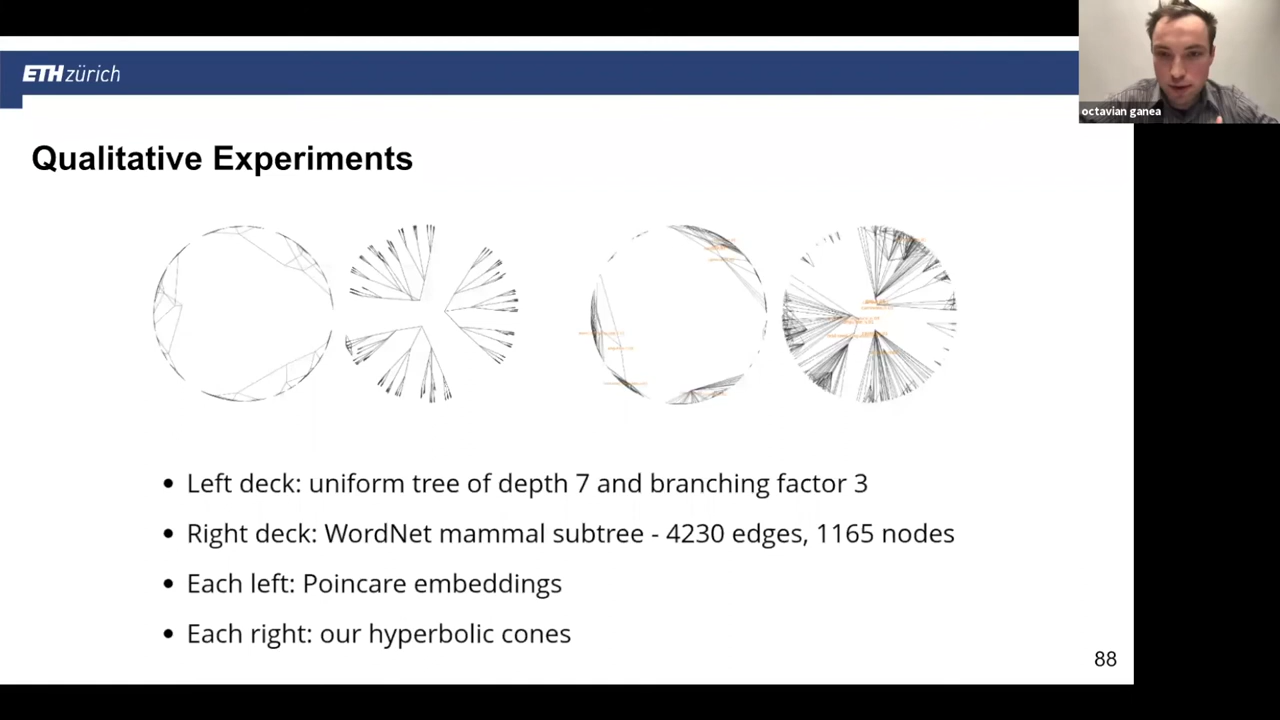 ETH zürich
octavian ganea
Qualitative Experiments
• Left deck: uniform tree of depth 7 and branching factor 3
• Right deck: WordNet mammal subtree - 4230 edges, 1165 nodes
• Each left: Poincare embeddings
• Each right: our hyperbolic cones
88